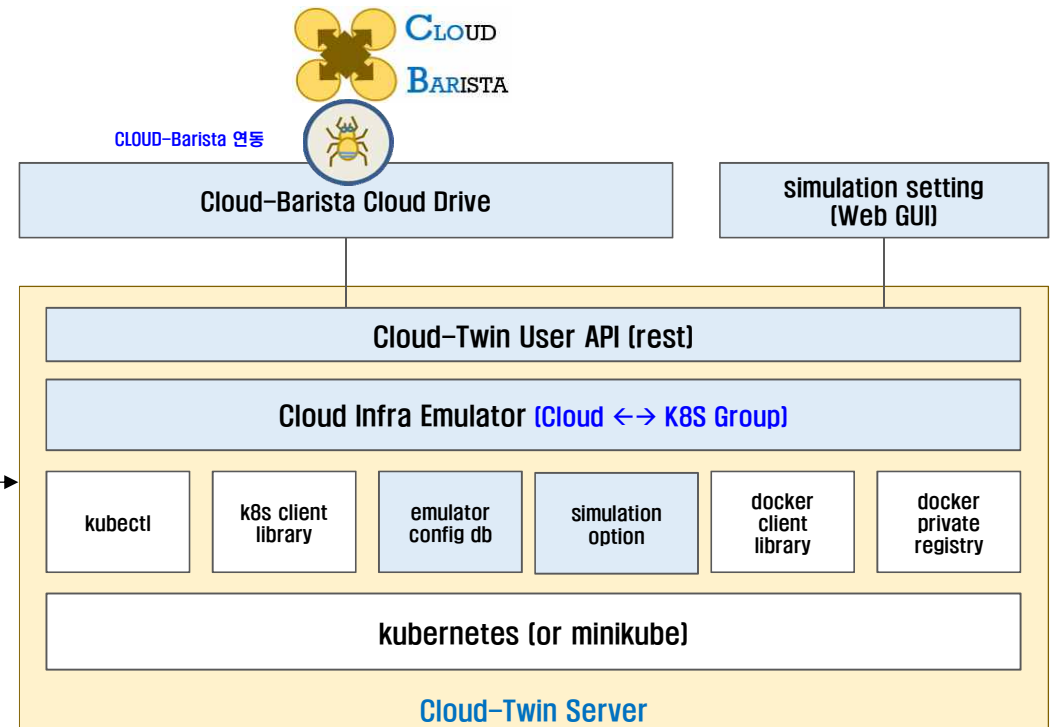 CLOUD
BARISTA
CLOUD-Barista 연동
Cloud-Barista Cloud Drive
simulation setting
(Web GUI)
Cloud-Twin User API (rest)
Cloud Infra Emulator (Cloud ←→ K8S Group)
kubectl
k8s client
library
emulator
config db
simulation
option
docker
client
library
docker
private
registry
kubernetes (or minikube)
Cloud-Twin Server